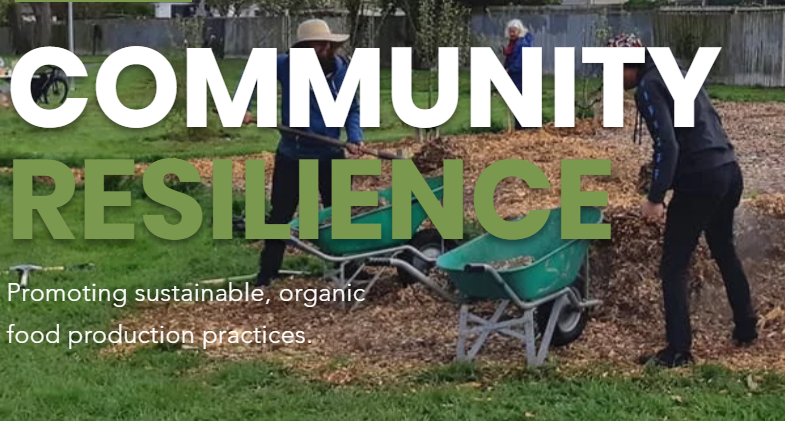 COMMUNITY
RESILIENCE
Promoting sustainable, organic
food production practices.